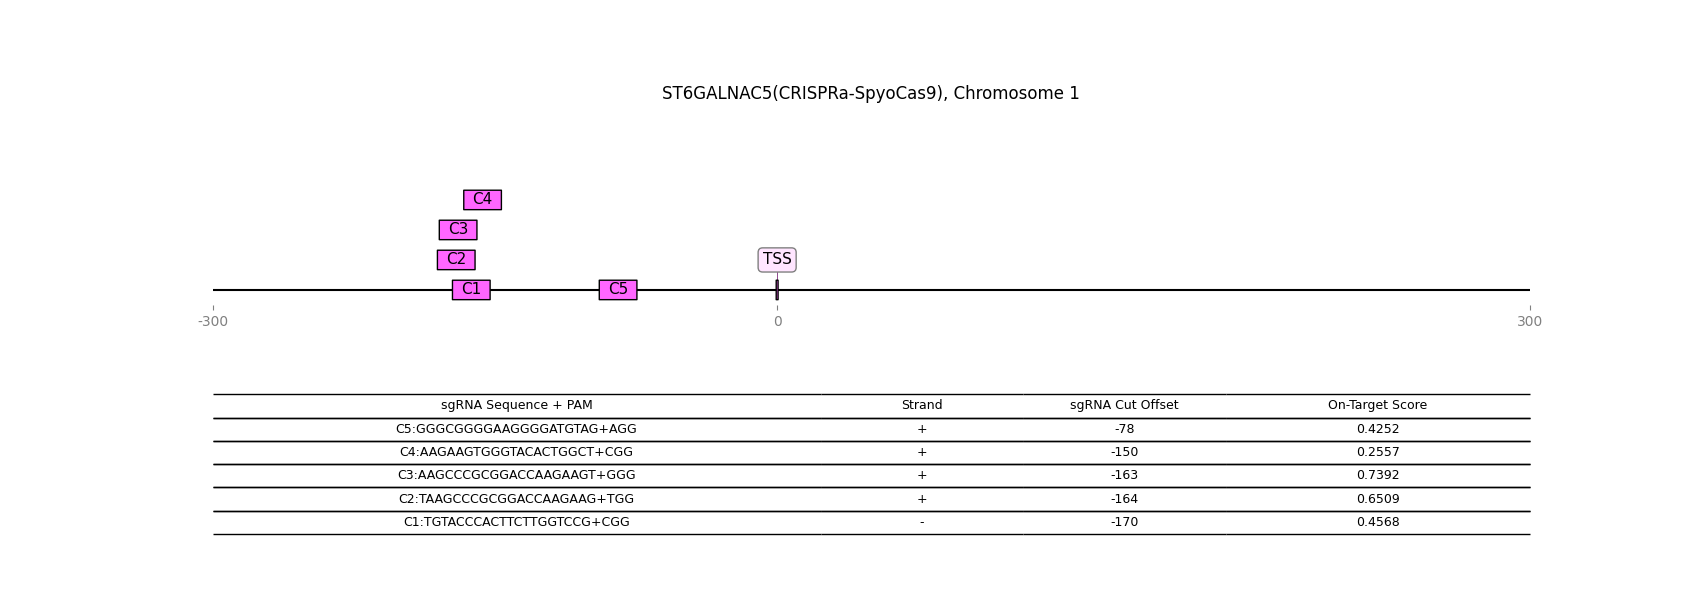 ST6GALNAC5(CRISPRa-SpyoCas9), Chromosome 1
C4
C3
C2
TSS
C1
C5
-300
0
300
sgRNA Sequence + PAM Strand sgRNA Cut Offset On-Target Score
C5:GGGCGGGGAAGGGGATGTAG+AGG + -78 0.4252
C4:AAGAAGTGGGTACACTGGCT+CGG + -150 0.2557
C3:AAGCCCGCGGACCAAGAAGT+GGG + -163 0.7392
C2:TAAGCCCGCGGACCAAGAAG+TGG + -164 0.6509
C1:TGTACCCACTTCTTGGTCCG+CGG - -170 0.4568